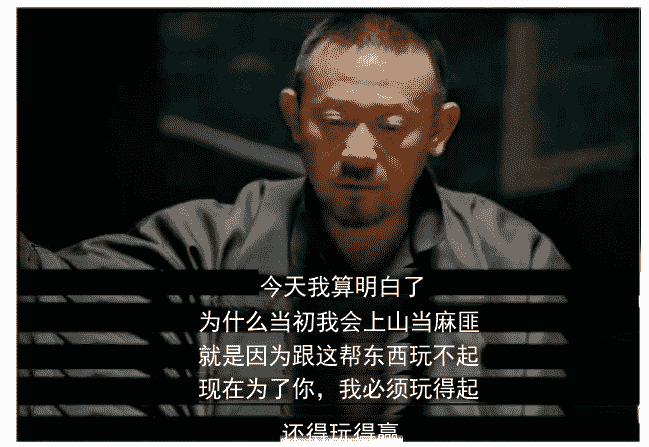 今天我算明白了
为什么当初我会上山当麻匪
就是因为跟这帮东西玩不起
现在为了你，我必须玩得起
还得玩得赢